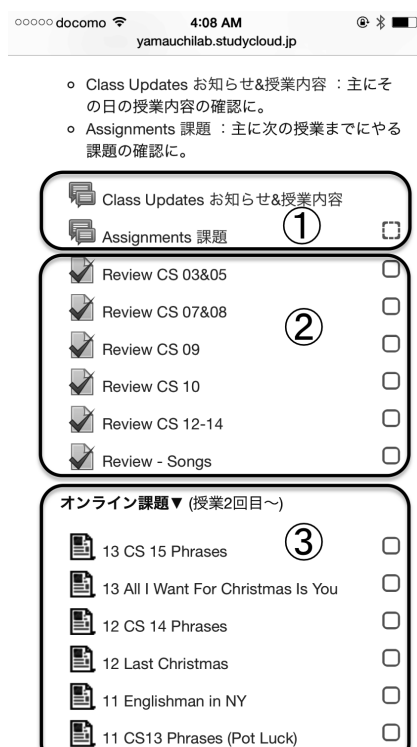 docomo 4:08 AM
yamauchilab.studycloud.jp
Class Updates お知らせ&授業内容 ：主にそ
の日の授業内容の確認に。
Assignments 課題 ：主に次の授業までにやる
課題の確認に。
Class Updates お知らせ&授業内容
Assignments 課題
①
Review CS 03&05
Review CS 07&08
②
Review CS 09
Review CS 10
Review CS 12-14
Review - Songs
オンライン課題▼ (授業2回目〜)
③
13 CS 15 Phrases
13 All I Want For Christmas Is You
12 CS 14 Phrases
12 Last Christmas
11 Englishman in NY
11 CS13 Phrases (Pot Luck)